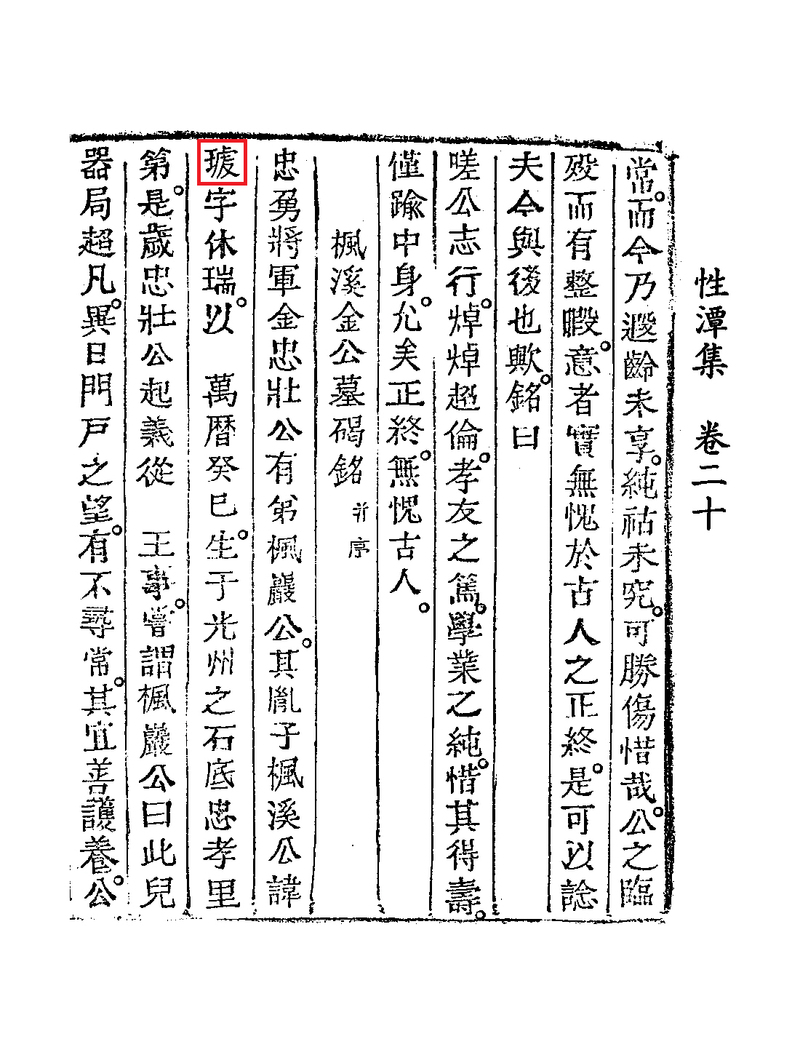 性潭集 卷二十
常。而今乃遐齡未享。純祜未究。可勝傷惜哉。公之臨
歿而有整暇。意者實無愧於古人之正終。是可以諗
夫今與後也歟。銘曰
嗟公志行。焯焯超倫。孝友之篤。學業之純。惜其得壽。
僅踰中身。允矣正終。無愧古人。
楓溪金公墓碣銘 幷序
忠勇將軍金忠壯公有弟楓巖公。其胤子楓溪公諱
字休瑞。以 萬曆癸巳生。于光州之石底忠孝里
第。是歲忠壯公起義從 王事。嘗謂楓巖公曰此兒
器局超凡。異日門戶之望。有不尋常。其宜善護養。公。